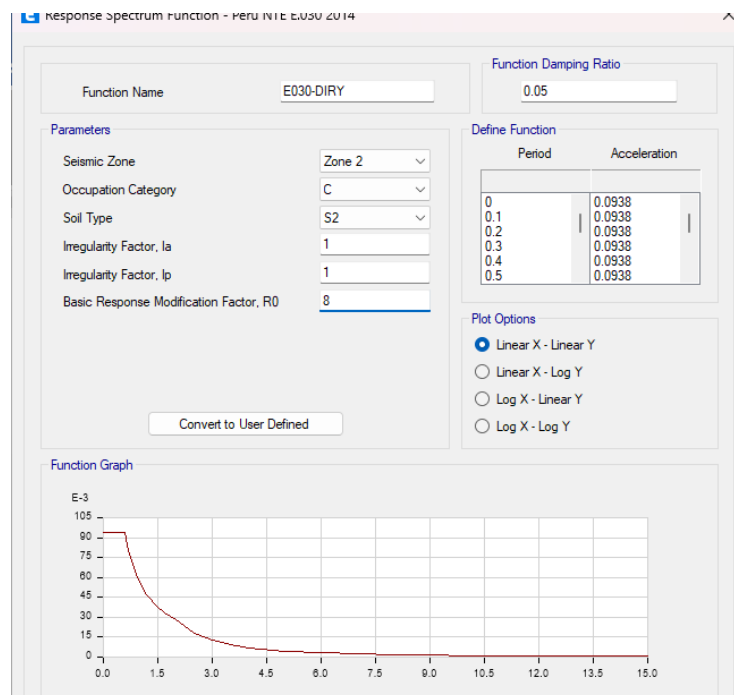 E Response Spectrum Function - Peru NTE E.030 2014
Function Name E030-DIRY
Function Damping Ratio
0.05
Parameters
Seismic Zone Zone 2
Occupation Category C
Soil Type S2
Irregularity Factor, Ia 1
Irregularity Factor, Ip 1
Basic Response Modification Factor, R0 8
Convert to User Defined
Define Function
Period Acceleration
0 0.0938
0.1 0.0938
0.2 0.0938
0.3 0.0938
0.4 0.0938
0.5 0.0938
Plot Options
Linear X - Linear Y
Linear X - Log Y
Log X - Linear Y
Log X - Log Y
Function Graph
E-3
105
90
75
60
45
30
15
0
0.0 1.5 3.0 4.5 6.0 7.5 9.0 10.5 12.0 13.5 15.0